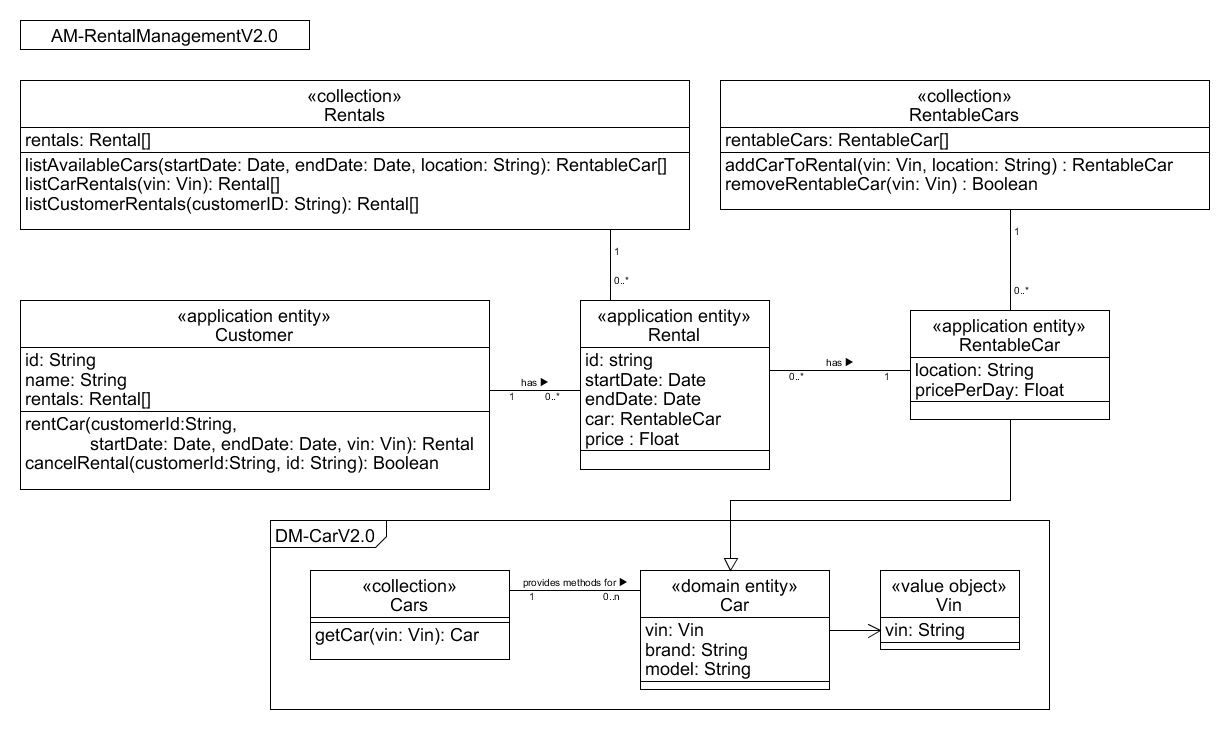 AM-RentalManagementV2.0
«collection»
Rentals
rentals: Rental[]
listAvailableCars(startDate: Date, endDate: Date, location: String): RentableCar[]
listCarRentals(vin: Vin): Rental[]
listCustomerRentals(customerID: String): Rental[]
«collection»
RentableCars
rentableCars: RentableCar[]
addCarToRental(vin: Vin, location: String) : RentableCar
removeRentableCar(vin: Vin) : Boolean
1
0..*
1
0..*
«application entity»
Customer
id: String
name: String
rentals: Rental[]
rentCar(customerId:String,
startDate: Date, endDate: Date, vin: Vin): Rental
cancelRental(customerId:String, id: String): Boolean
has ▶
1
0..*
«application entity»
Rental
id: string
startDate: Date
endDate: Date
car: RentableCar
price : Float
has ▶
0..*
1
«application entity»
RentableCar
location: String
pricePerDay: Float
DM-CarV2.0
«collection»
Cars
getCar(vin: Vin): Car
provides methods for ▶
1
0..n
«domain entity»
Car
vin: Vin
brand: String
model: String
«value object»
Vin
vin: String